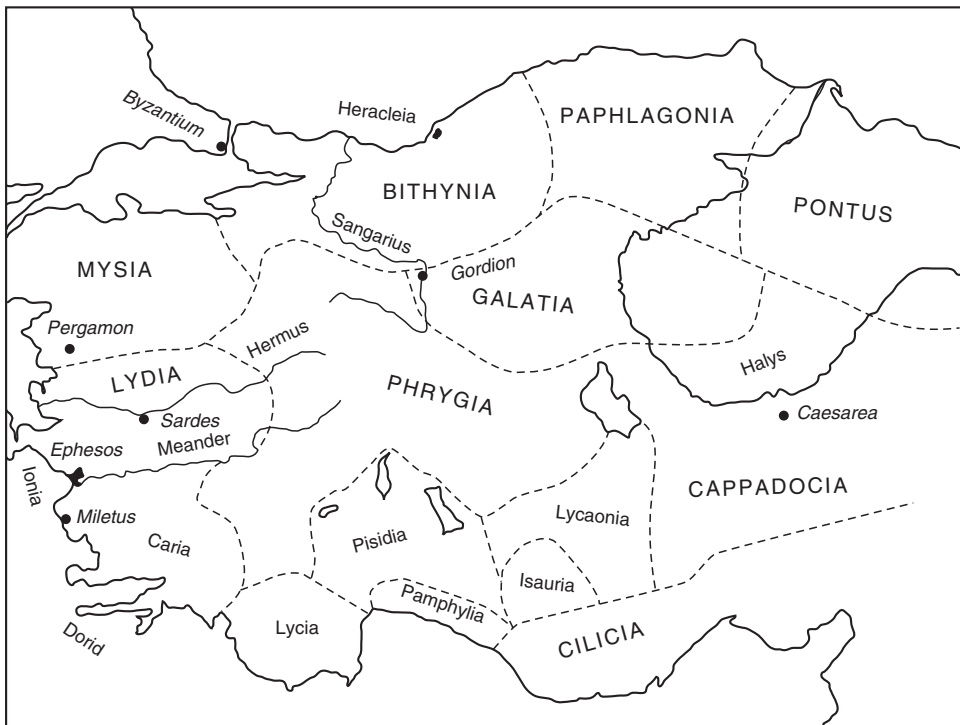 Byzantium
Heracleia
PAPHLAGONIA
BITHYNIA
PONTUS
Sangarius
MYSIA
Gordion
GALATIA
Pergamon
Hermus
Halys
LYDIA
PHRYGIA
Sardes
Caesarea
Meander
Ephesos
Ionia
CAPPADOCIA
Miletus
Lycaonia
Caria
Pisidia
Isauria
Pamphylia
Dorid
Lycia
CILICIA